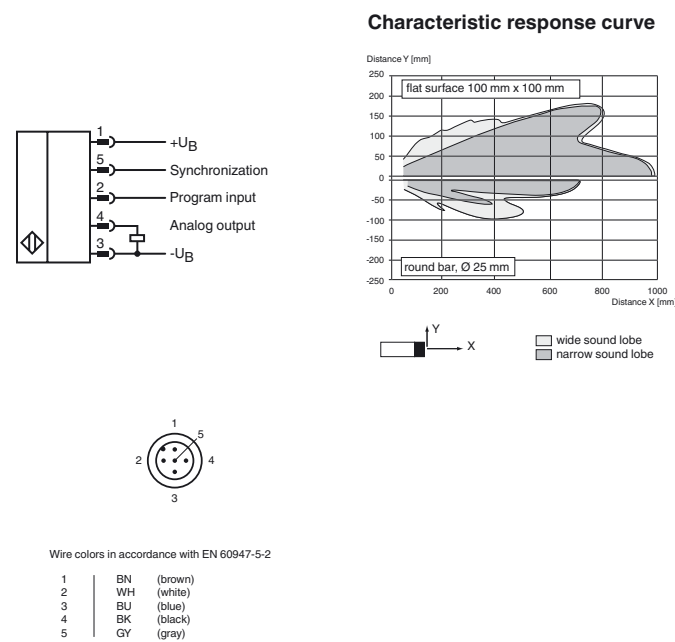 Characteristic response curve
Distance Y [mm]
250
200
150
100
50
0
-50
-100
-150
-200
-250
flat surface 100 mm x 100 mm
round bar, Ø 25 mm
0 200 400 600 800 1000
Distance X [mm]
Y
X
wide sound lobe
narrow sound lobe
1 +UB
5 Synchronization
2 Program input
4 Analog output
3 -UB
1
5
2 4
3
Wire colors in accordance with EN 60947-5-2
1 BN (brown)
2 WH (white)
3 BU (blue)
4 BK (black)
5 GY (gray)